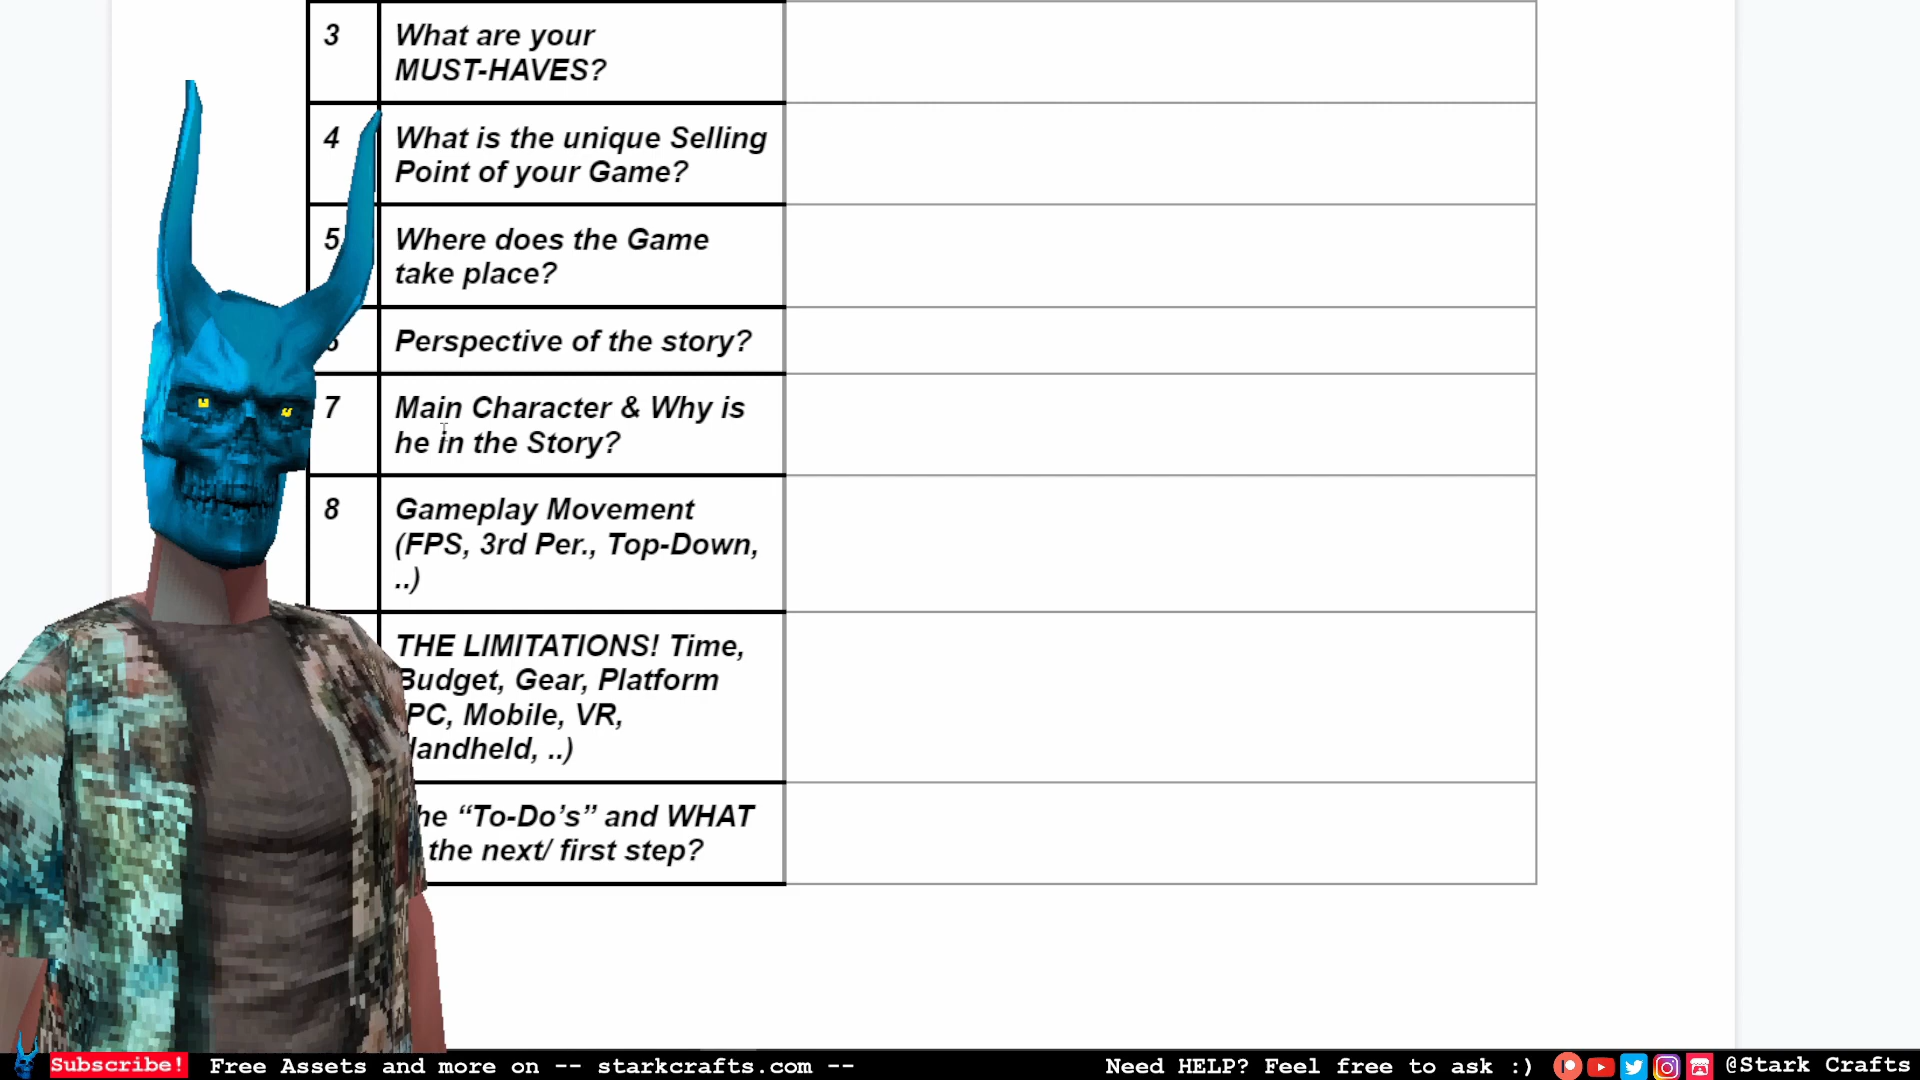 3
What are your
MUST-HAVES?
4
What is the unique Selling
Point of your Game?
5
Where does the Game
take place?
Perspective of the story?
7
Main Character & Why is
he in the Story?
8
Gameplay Movement
(FPS, 3rd Per., Top-Down,
..)
THE LIMITATIONS! Time,
Budget, Gear, Platform
PC, Mobile, VR,
Handheld, ..)
“To-Do’s” and WHAT
the next/ first step?
Subscribe! Free Assets and more on -- starkcrafts.com -- Need HELP? Feel free to ask :) @Stark Crafts